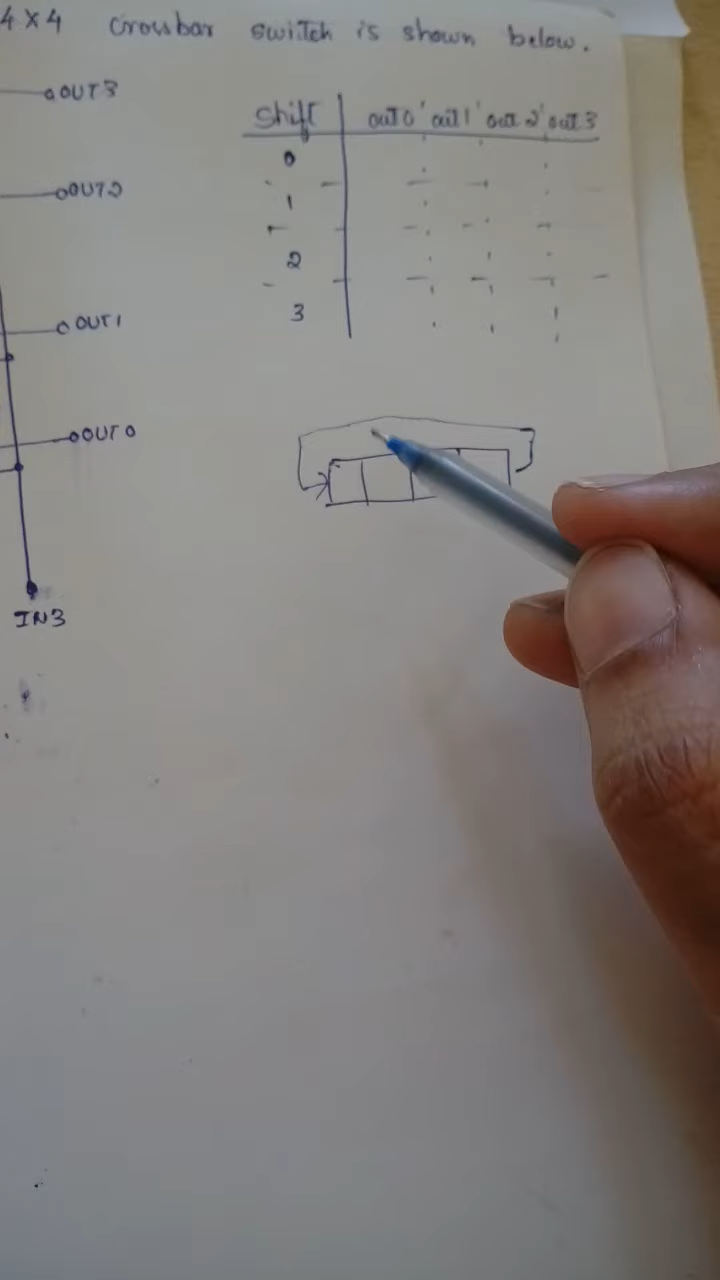 4x4 crossbar switch is shown below.
OUT3
Shift out0' out1' out2' out3
0
OUT2
1
2
OUT1
3
OUT0
IN3